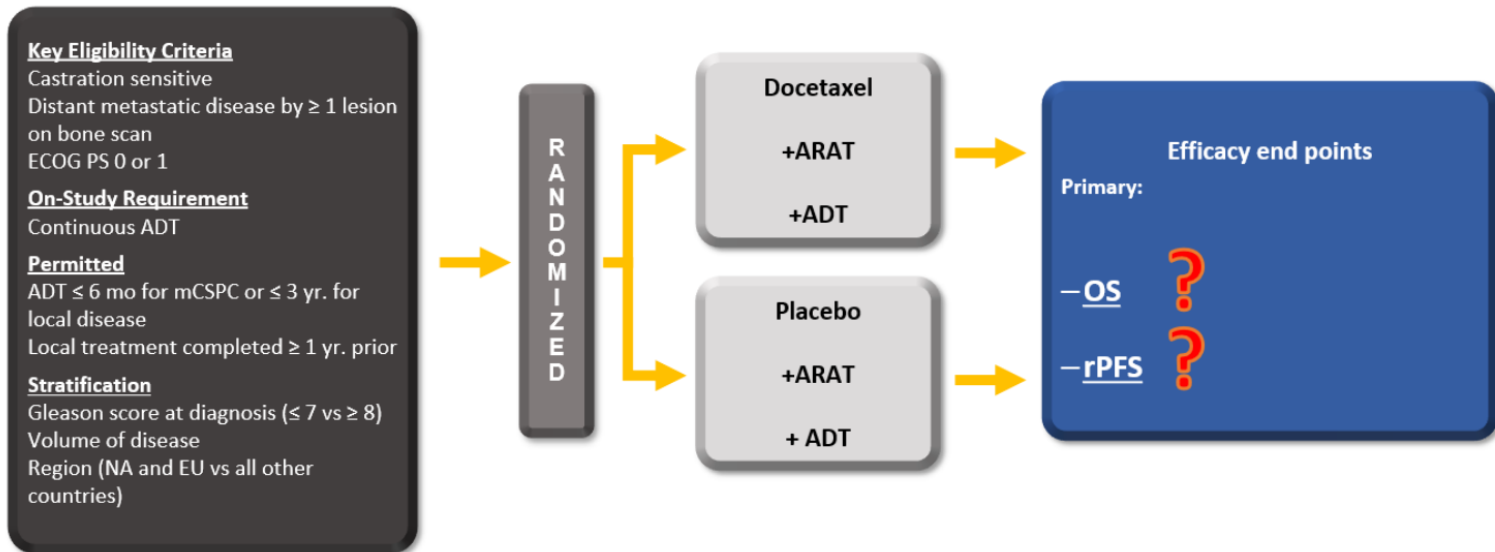 Key Eligibility Criteria
Castration sensitive
Distant metastatic disease by ≥ 1 lesion
on bone scan
ECOG PS 0 or 1
On-Study Requirement
Continuous ADT
Permitted
ADT ≤ 6 mo for mCSPC or ≤ 3 yr. for
local disease
Local treatment completed ≥ 1 yr. prior
Stratification
Gleason score at diagnosis (≤ 7 vs ≥ 8)
Volume of disease
Region (NA and EU vs all other
countries)
RANDOMIZED
Docetaxel
+ARAT
+ADT
Placebo
+ARAT
+ ADT
Efficacy end points
Primary:
– OS ?
– rPFS ?